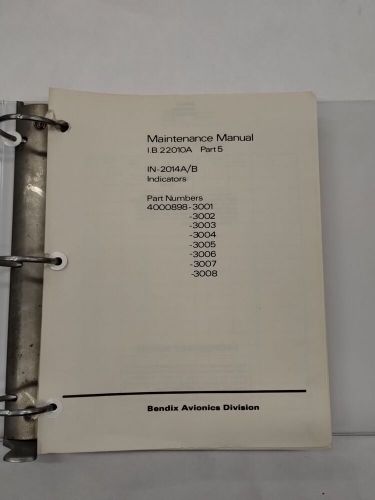 Maintenance Manual
I.B 22010A Part 5
IN-2014A/B
Indicators
Part Numbers
4000898-3001
-3002
-3003
-3004
-3005
-3006
-3007
-3008
Bendix Avionics Division